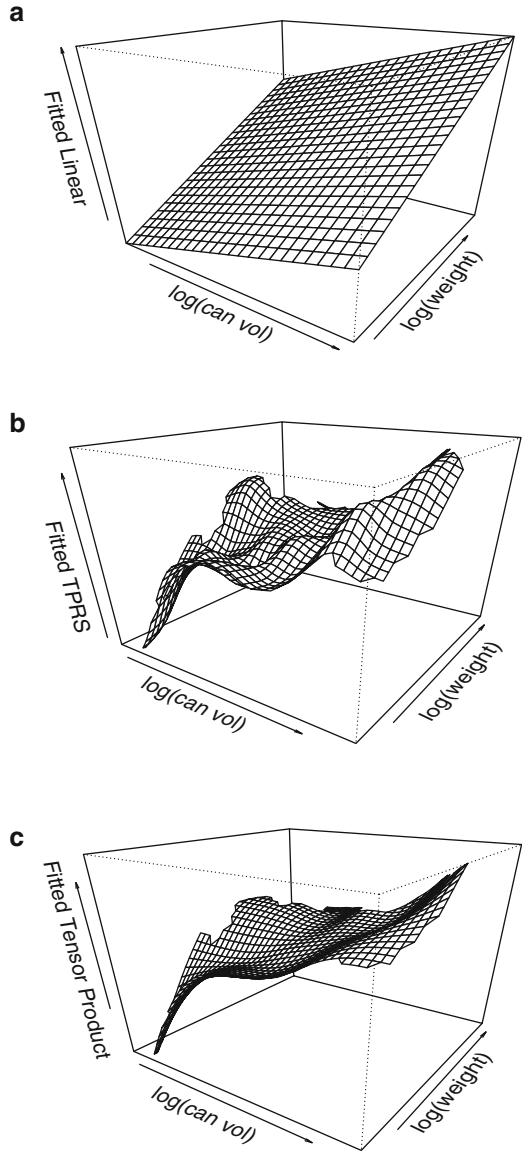 a
Fitted Linear
log(can vol)
log(weight)
b
Fitted TPRS
log(can vol)
log(weight)
c
Fitted Tensor Product
log(can vol)
log(weight)